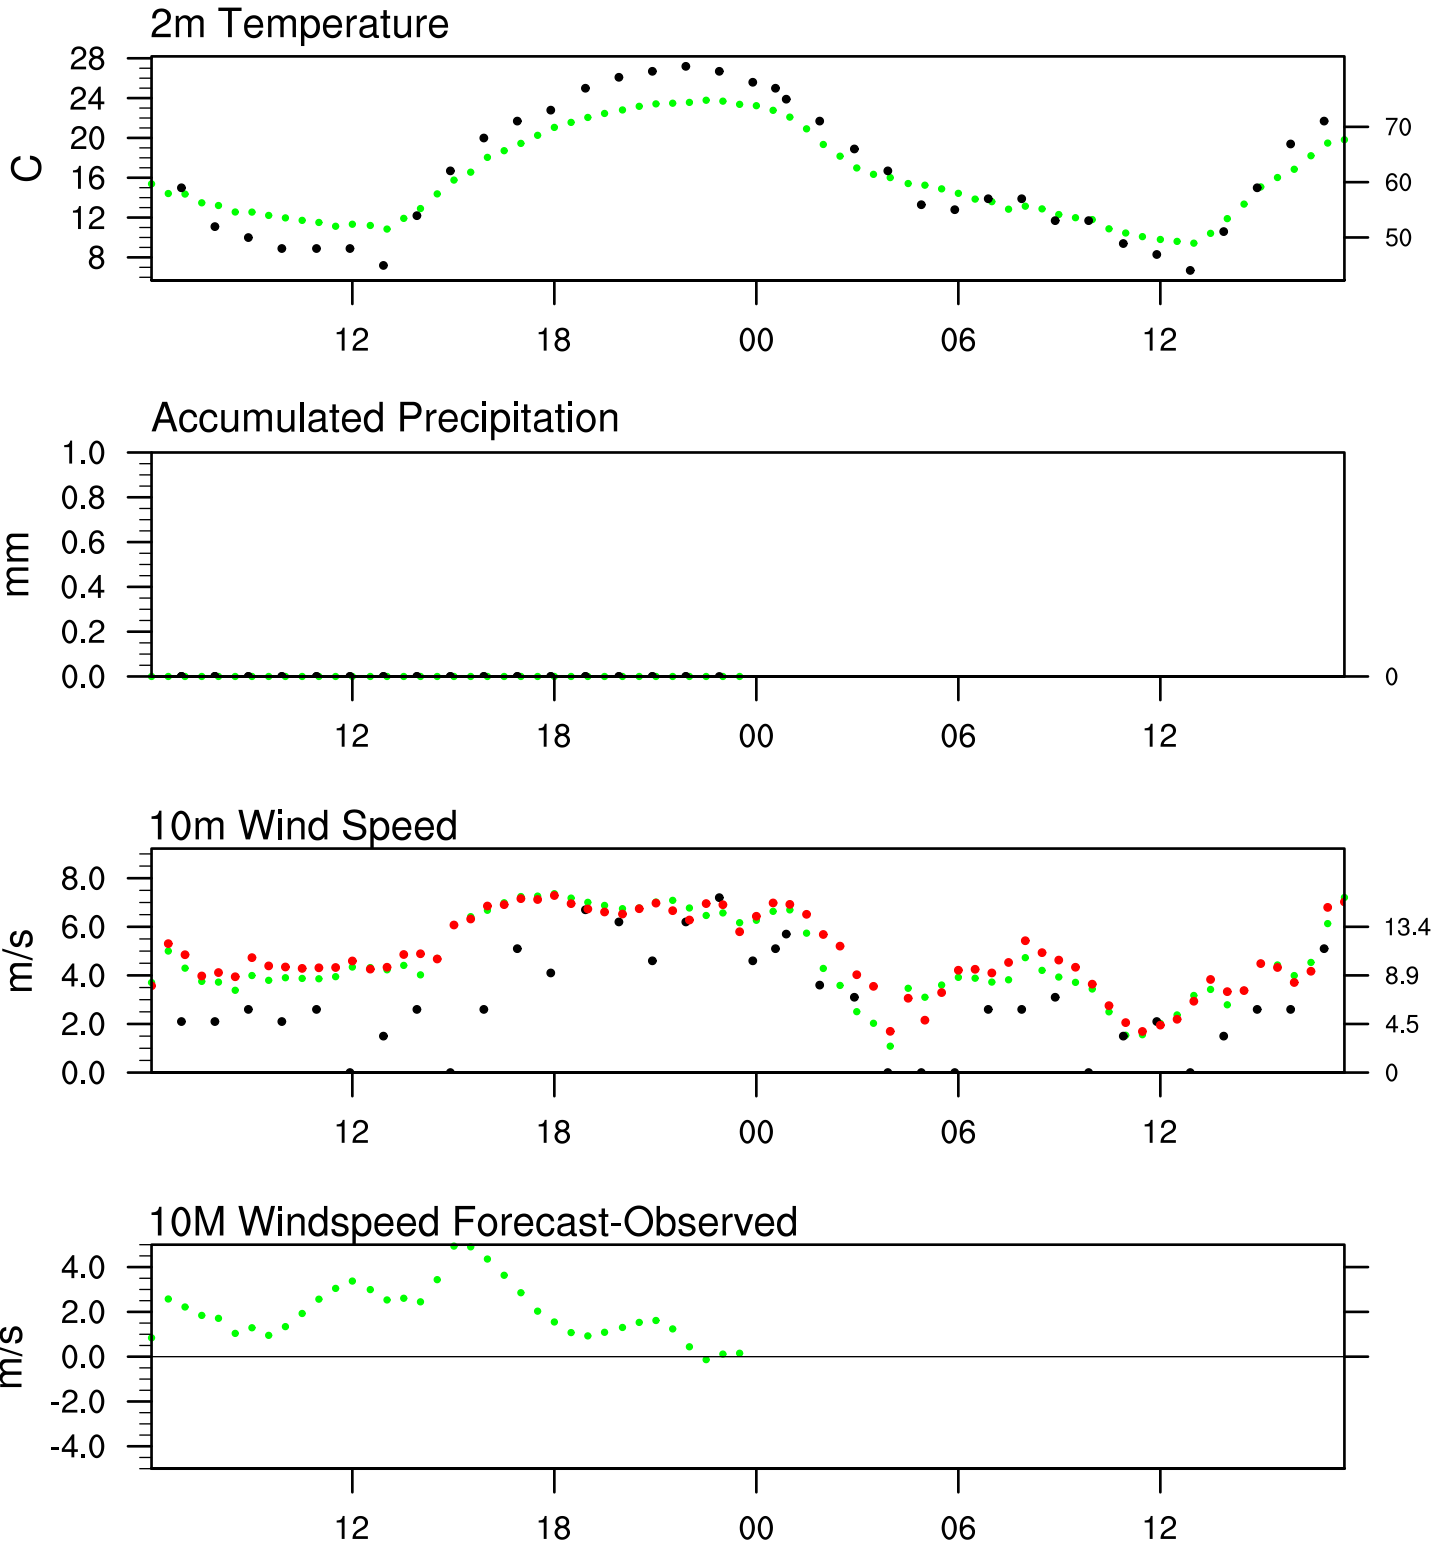 2m Temperature
28
24
20
16
12
8
C
70
60
50
12 18 00 06 12
Accumulated Precipitation
1.0
0.8
0.6
0.4
0.2
0.0
mm
0
12 18 00 06 12
10m Wind Speed
8.0
6.0
4.0
2.0
0.0
m/s
13.4
8.9
4.5
0
12 18 00 06 12
10M Windspeed Forecast-Observed
4.0
2.0
0.0
-2.0
-4.0
m/s
12 18 00 06 12